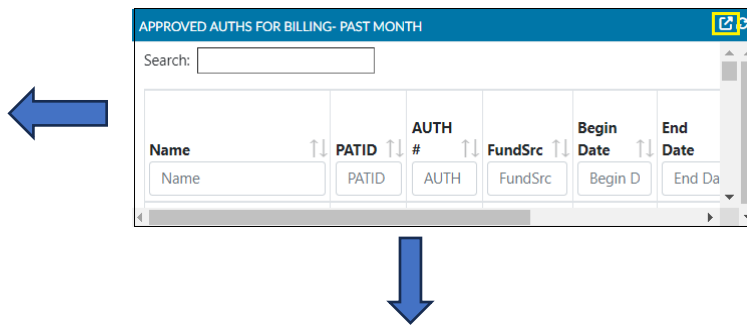 APPROVED AUTHS FOR BILLING- PAST MONTH
Search:
Name PATID AUTH # FundSrc Begin Date End Date
Name PATID AUTH FundSrc Begin D End Da